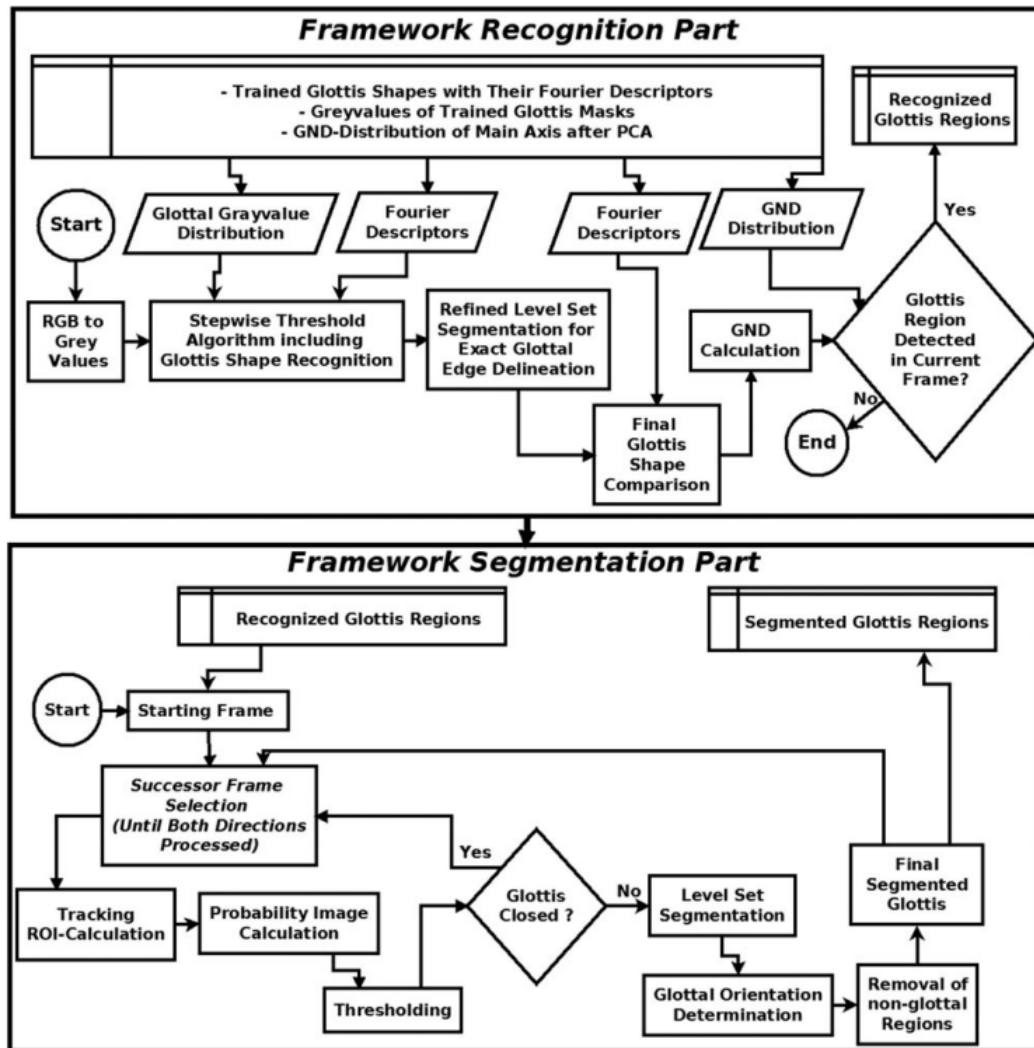 Framework Recognition Part
- Trained Glottis Shapes with Their Fourier Descriptors
- Greyvalues of Trained Glottis Masks
- GND-Distribution of Main Axis after PCA
Recognized
Glottis Regions
Start
Glottal Grayvalue
Distribution
Fourier
Descriptors
Fourier
Descriptors
GND
Distribution
Yes
RGB to
Grey
Values
Stepwise Threshold
Algorithm including
Glottis Shape Recognition
Refined Level Set
Segmentation for
Exact Glottal
Edge Delineation
GND
Calculation
Glottis
Region
Detected
in Current
Frame?
No
End
Final
Glottis
Shape
Comparison
Framework Segmentation Part
Recognized Glottis Regions
Segmented Glottis Regions
Start
Starting Frame
Successor Frame
Selection
(Until Both Directions
Processed)
Yes
Glottis
Closed ?
No
Level Set
Segmentation
Final
Segmented
Glottis
Tracking
ROI-Calculation
Probability Image
Calculation
Thresholding
Glottal Orientation
Determination
Removal of
non-glottal
Regions